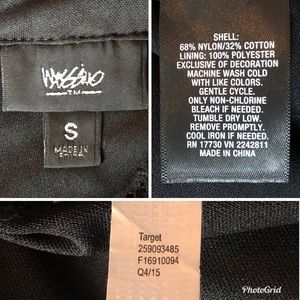 MOSSIMO
TM
S
MADE IN
CHINA
SHELL:
68% NYLON/32% COTTON
LINING: 100% POLYESTER
EXCLUSIVE OF DECORATION
MACHINE WASH COLD
WITH LIKE COLORS.
GENTLE CYCLE.
ONLY NON-CHLORINE
BLEACH IF NEEDED.
TUMBLE DRY LOW.
REMOVE PROMPTLY.
COOL IRON IF NEEDED.
RN 17730 VN 2242811
MADE IN CHINA
Target
259093485
F16910094
Q4/15
PhotoGrid